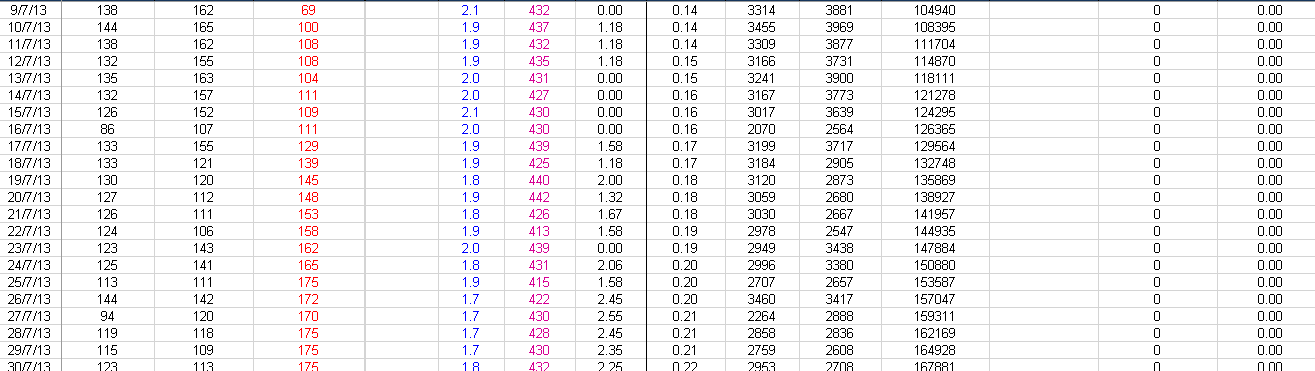 9/7/13 138 162 69 2.1 432 0.00 0.14 3314 3881 104940 0 0.00
10/7/13 144 165 100 1.9 437 1.18 0.14 3455 3969 108395 0 0.00
11/7/13 138 162 108 1.9 432 1.18 0.14 3309 3877 111704 0 0.00
12/7/13 132 155 108 1.9 435 1.18 0.15 3166 3731 114870 0 0.00
13/7/13 135 163 104 2.0 431 0.00 0.15 3241 3900 118111 0 0.00
14/7/13 132 157 111 2.0 427 0.00 0.16 3167 3773 121278 0 0.00
15/7/13 126 152 109 2.1 430 0.00 0.16 3017 3639 124295 0 0.00
16/7/13 86 107 111 2.0 430 0.00 0.16 2070 2564 126365 0 0.00
17/7/13 133 155 129 1.9 439 1.58 0.17 3199 3717 129564 0 0.00
18/7/13 133 121 139 1.9 425 1.18 0.17 3184 2905 132748 0 0.00
19/7/13 130 120 145 1.8 440 2.00 0.18 3120 2873 135869 0 0.00
20/7/13 127 112 148 1.9 442 1.32 0.18 3059 2680 138927 0 0.00
21/7/13 126 111 153 1.8 426 1.67 0.18 3030 2667 141957 0 0.00
22/7/13 124 106 158 1.9 413 1.58 0.19 2978 2547 144935 0 0.00
23/7/13 123 143 162 2.0 439 0.00 0.19 2949 3438 147884 0 0.00
24/7/13 125 141 165 1.8 431 2.06 0.20 2996 3380 150880 0 0.00
25/7/13 113 111 175 1.9 415 1.58 0.20 2707 2657 153587 0 0.00
26/7/13 144 142 172 1.7 422 2.45 0.20 3460 3417 157047 0 0.00
27/7/13 94 120 170 1.7 430 2.55 0.21 2264 2888 159311 0 0.00
28/7/13 119 118 175 1.7 428 2.45 0.21 2858 2836 162169 0 0.00
29/7/13 115 109 175 1.7 430 2.35 0.21 2759 2608 164928 0 0.00
30/7/13 123 113 175 1.8 432 2.25 0.22 2953 2708 167881 0 0.00